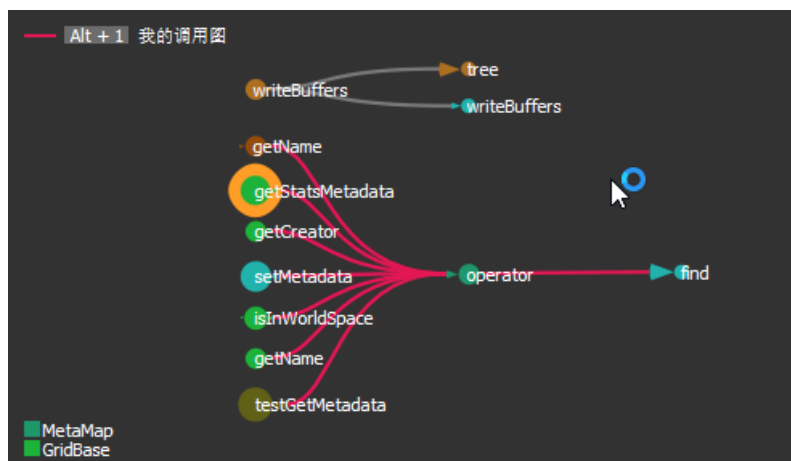 Alt + 1 我的调用图
tree
writeBuffers
writeBuffers
getName
getStatsMetadata
getCreator
setMetadata
operator
find
isInWorldSpace
getName
testGetMetadata
MetaMap
GridBase